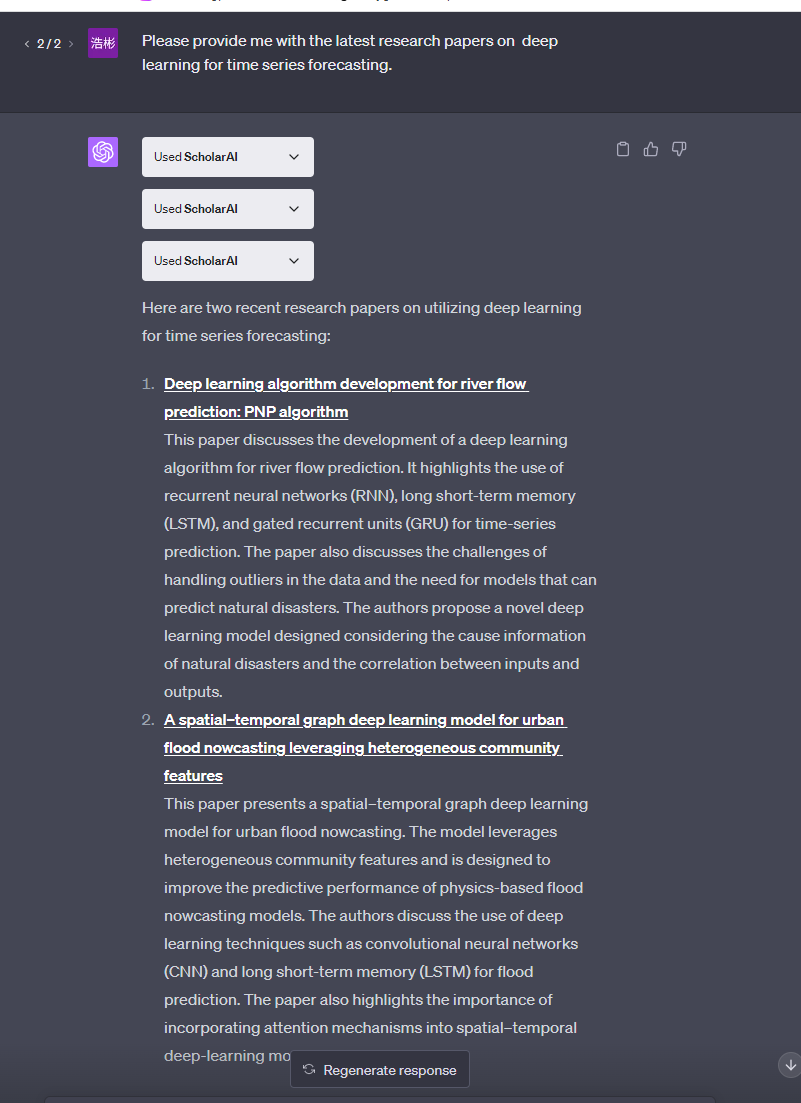 2 / 2
浩彬
Please provide me with the latest research papers on deep
learning for time series forecasting.
Used ScholarAI
Used ScholarAI
Used ScholarAI
Here are two recent research papers on utilizing deep learning
for time series forecasting:
1. Deep learning algorithm development for river flow
prediction: PNP algorithm
This paper discusses the development of a deep learning
algorithm for river flow prediction. It highlights the use of
recurrent neural networks (RNN), long short-term memory
(LSTM), and gated recurrent units (GRU) for time-series
prediction. The paper also discusses the challenges of
handling outliers in the data and the need for models that can
predict natural disasters. The authors propose a novel deep
learning model designed considering the cause information
of natural disasters and the correlation between inputs and
outputs.
2. A spatial–temporal graph deep learning model for urban
flood nowcasting leveraging heterogeneous community
features
This paper presents a spatial–temporal graph deep learning
model for urban flood nowcasting. The model leverages
heterogeneous community features and is designed to
improve the predictive performance of physics-based flood
nowcasting models. The authors discuss the use of deep
learning techniques such as convolutional neural networks
(CNN) and long short-term memory (LSTM) for flood
prediction. The paper also highlights the importance of
incorporating attention mechanisms into spatial–temporal
deep-learning mo
Regenerate response